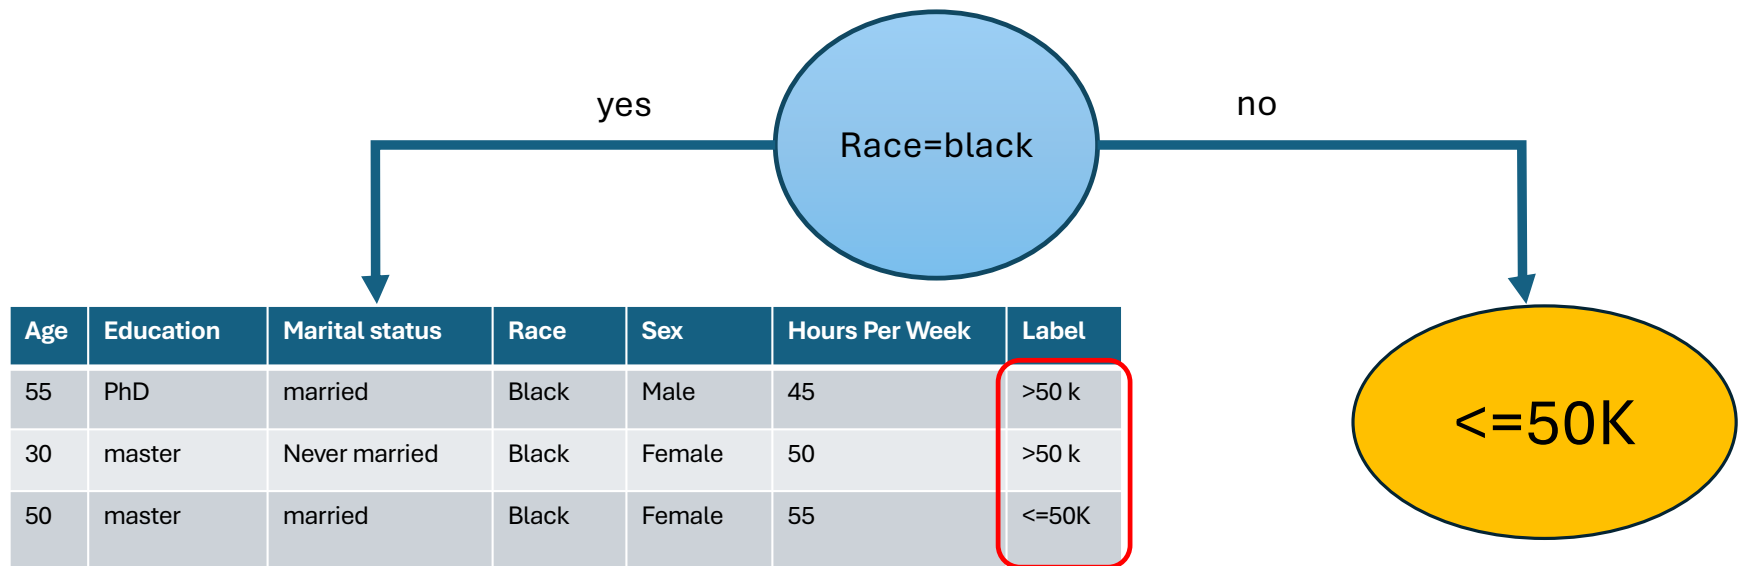 yes
no
Race=black
Age Education Marital status Race Sex Hours Per Week Label
55 PhD married Black Male 45 >50 k
30 master Never married Black Female 50 >50 k
50 master married Black Female 55 <=50K
<=50K